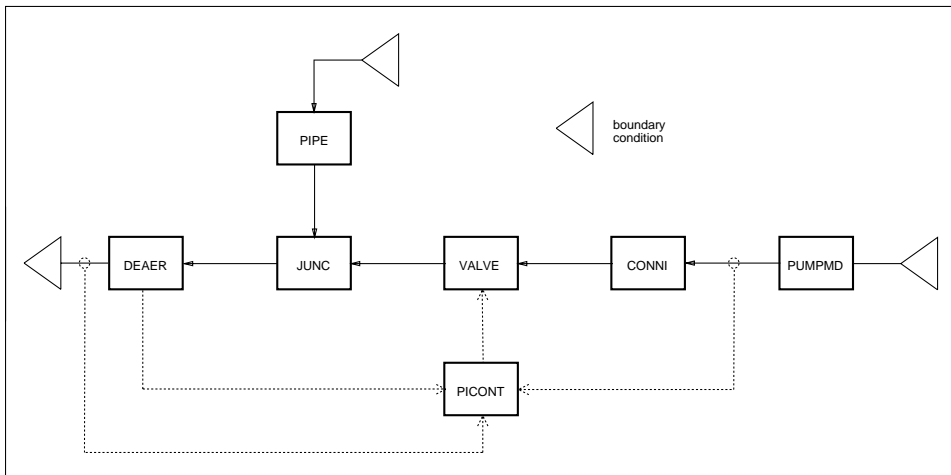 PIPE
boundary
condition
DEAER
JUNC
VALVE
CONNI
PUMPMD
PICONT